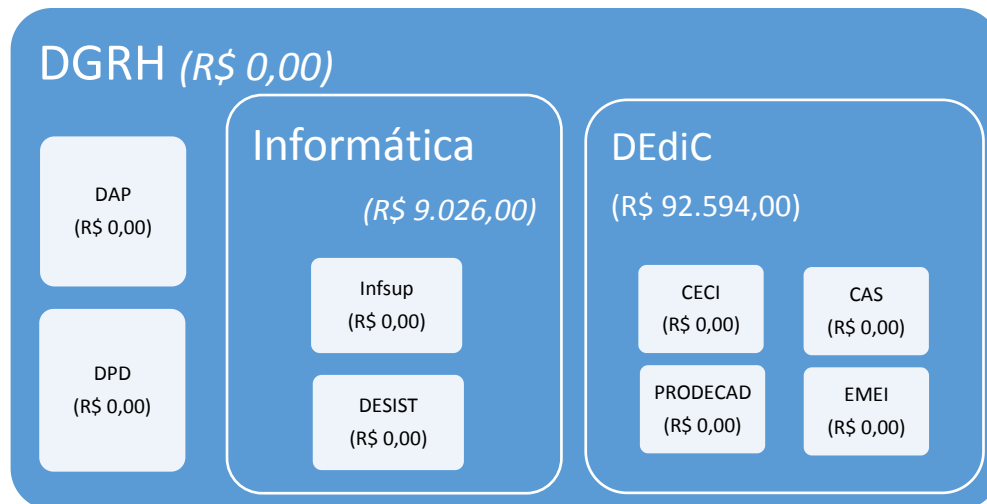 DGRH (R$ 0,00)
DAP
(R$ 0,00)
DPD
(R$ 0,00)
Informática
(R$ 9.026,00)
Infsup
(R$ 0,00)
DESIST
(R$ 0,00)
DEdiC
(R$ 92.594,00)
CECI
(R$ 0,00)
CAS
(R$ 0,00)
PRODECAD
(R$ 0,00)
EMEI
(R$ 0,00)